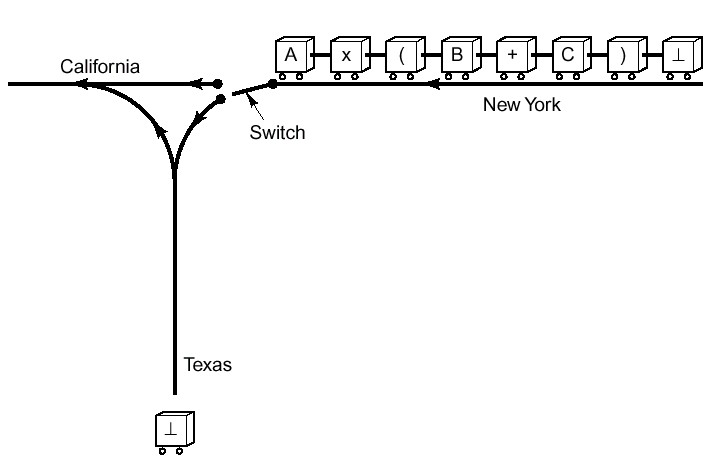 A x ( B + C ) ⊥
California
New York
Switch
Texas
⊥